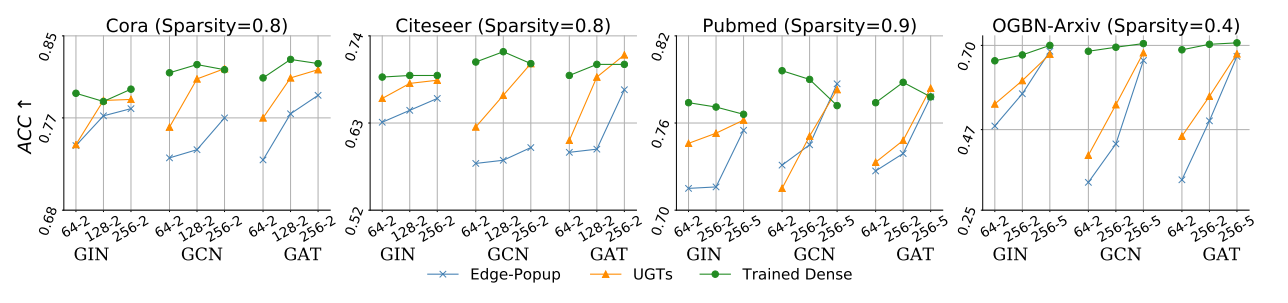 Cora (Sparsity=0.8)
Citeseer (Sparsity=0.8)
Pubmed (Sparsity=0.9)
OGBN-Arxiv (Sparsity=0.4)
ACC ↑
0.85
0.77
0.68
64-2
128-2
256-2
64-2
128-2
256-2
64-2
128-2
256-2
GIN
GCN
GAT
0.74
0.63
0.52
64-2
128-2
256-2
64-2
128-2
256-2
64-2
128-2
256-2
GIN
GCN
GAT
0.82
0.76
0.70
64-2
256-2
256-5
64-2
256-2
256-5
64-2
256-2
256-5
GIN
GCN
GAT
0.70
0.47
0.25
64-2
256-2
256-5
64-2
256-2
256-5
64-2
256-2
256-5
GIN
GCN
GAT
Edge-Popup
UGTs
Trained Dense